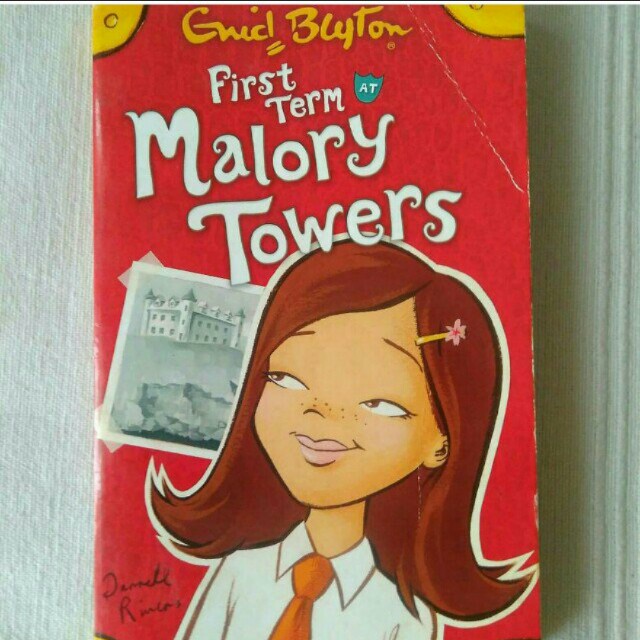 Enid Blyton®
First
Term AT
Malory
Towers